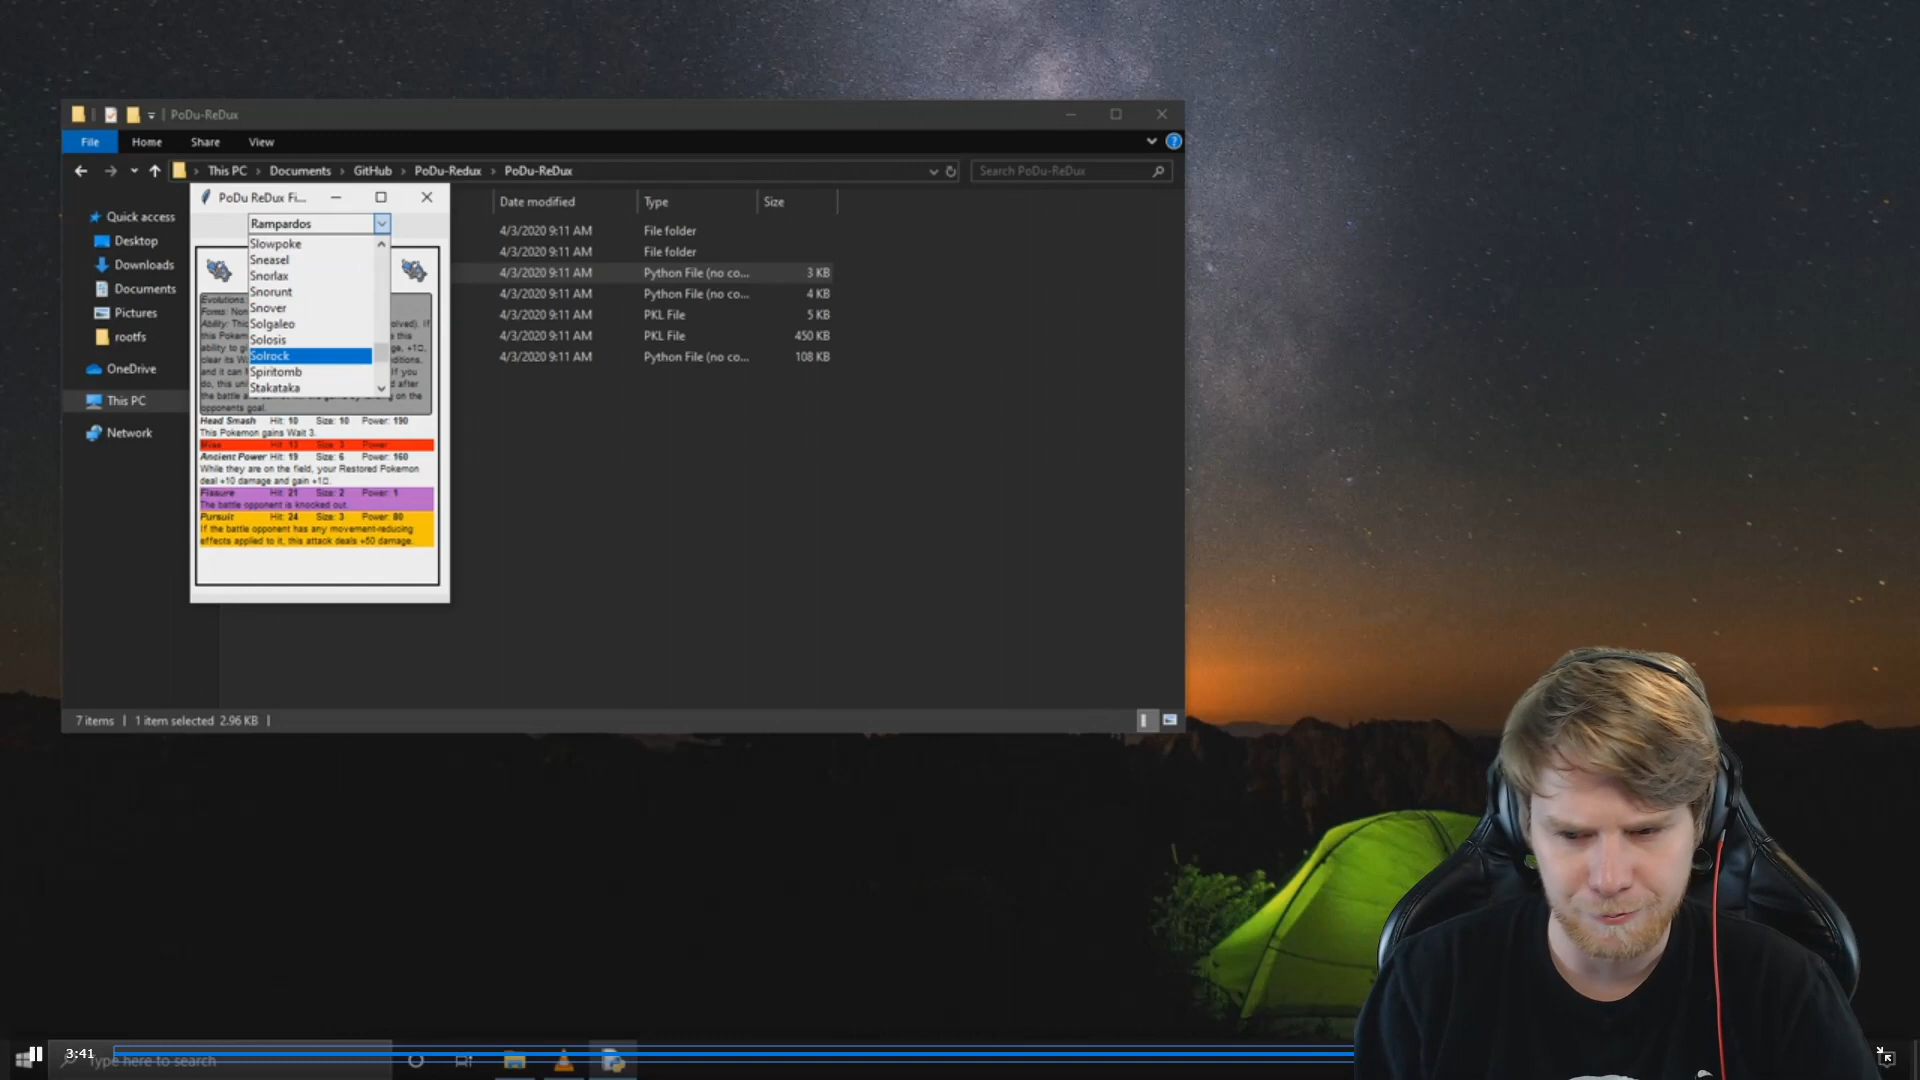 PoDu-ReDux
File Home Share View
This PC Documents GitHub PoDu-Redux PoDu-ReDux
Search PoDu-ReDux
PoDu ReDux Fi...
Date modified Type Size
Quick access
Desktop
Downloads
Documents
Pictures
rootfs
OneDrive
This PC
Network
Rampardos
Slowpoke
Sneasel
Snorlax
Snorunt
Snover
Solgaleo
Solosis
Solrock
Spiritomb
Stakataka
4/3/2020 9:11 AM File folder
4/3/2020 9:11 AM File folder
4/3/2020 9:11 AM Python File (no co... 3 KB
4/3/2020 9:11 AM Python File (no co... 4 KB
4/3/2020 9:11 AM PKL File 5 KB
4/3/2020 9:11 AM PKL File 450 KB
4/3/2020 9:11 AM Python File (no co... 108 KB
Evolutions
opponents goal.
Head Smash Hit: 10 Size: 10 Power: 190
This Pokemon gains Wait 3.
Miss Hit: 13 Size: 3 Power:
Ancient Power Hit: 19 Size: 6 Power: 160
While they are on the field, your Restored Pokemon
deal +10 damage and gain +1
Fissure Hit: 21 Size: 2 Power: 1
The battle opponent is knocked out.
Pursuit Hit: 24 Size: 3 Power: 80
If the battle opponent has any movement-reducing
effects applied to it, this attack deals +50 damage.
7 items 1 item selected 2.96 KB
3:41
Type here to search